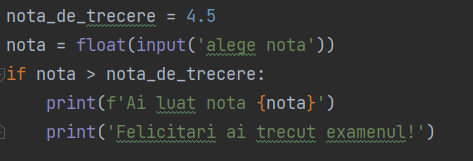 nota_de_trecere = 4.5
nota = float(input('alege nota'))
if nota > nota_de_trecere:
    print(f'Ai luat nota {nota}')
    print('Felicitari ai trecut examenul!')